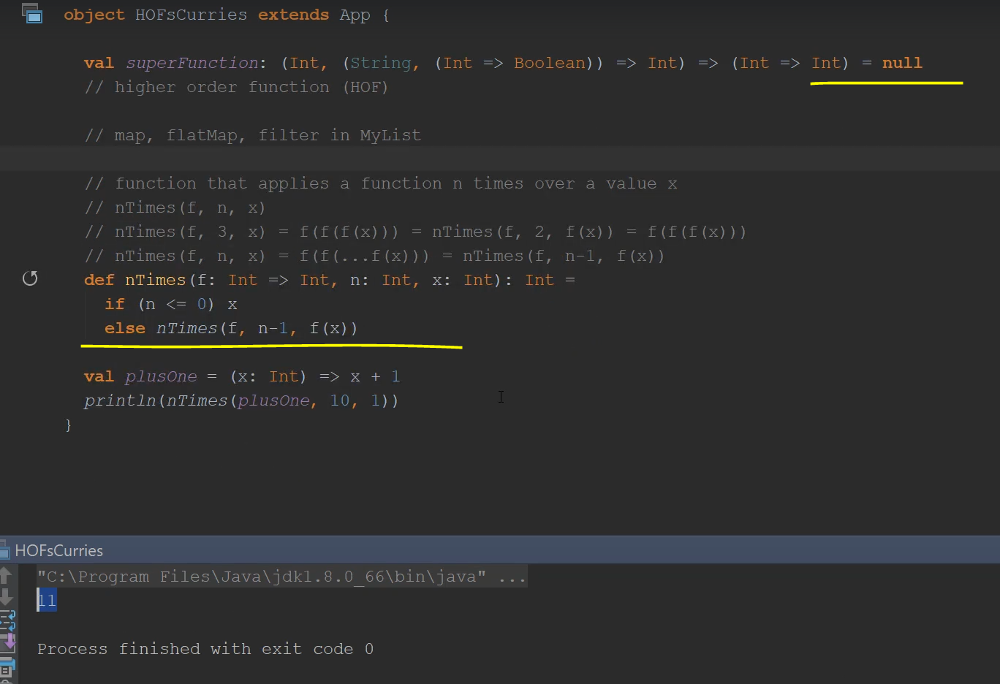 object HOFsCurries extends App {
val superFunction: (Int, (String, (Int => Boolean)) => Int) => (Int => Int) = null
// higher order function (HOF)
// map, flatMap, filter in MyList
// function that applies a function n times over a value x
// nTimes(f, n, x)
// nTimes(f, 3, x) = f(f(f(x))) = nTimes(f, 2, f(x)) = f(f(f(x)))
// nTimes(f, n, x) = f(f(...f(x))) = nTimes(f, n-1, f(x))
def nTimes(f: Int => Int, n: Int, x: Int): Int =
if (n <= 0) x
else nTimes(f, n-1, f(x))
val plusOne = (x: Int) => x + 1
println(nTimes(plusOne, 10, 1))
}
HOFsCurries
"C:\Program Files\Java\jdk1.8.0_66\bin\java" ...
11
Process finished with exit code 0